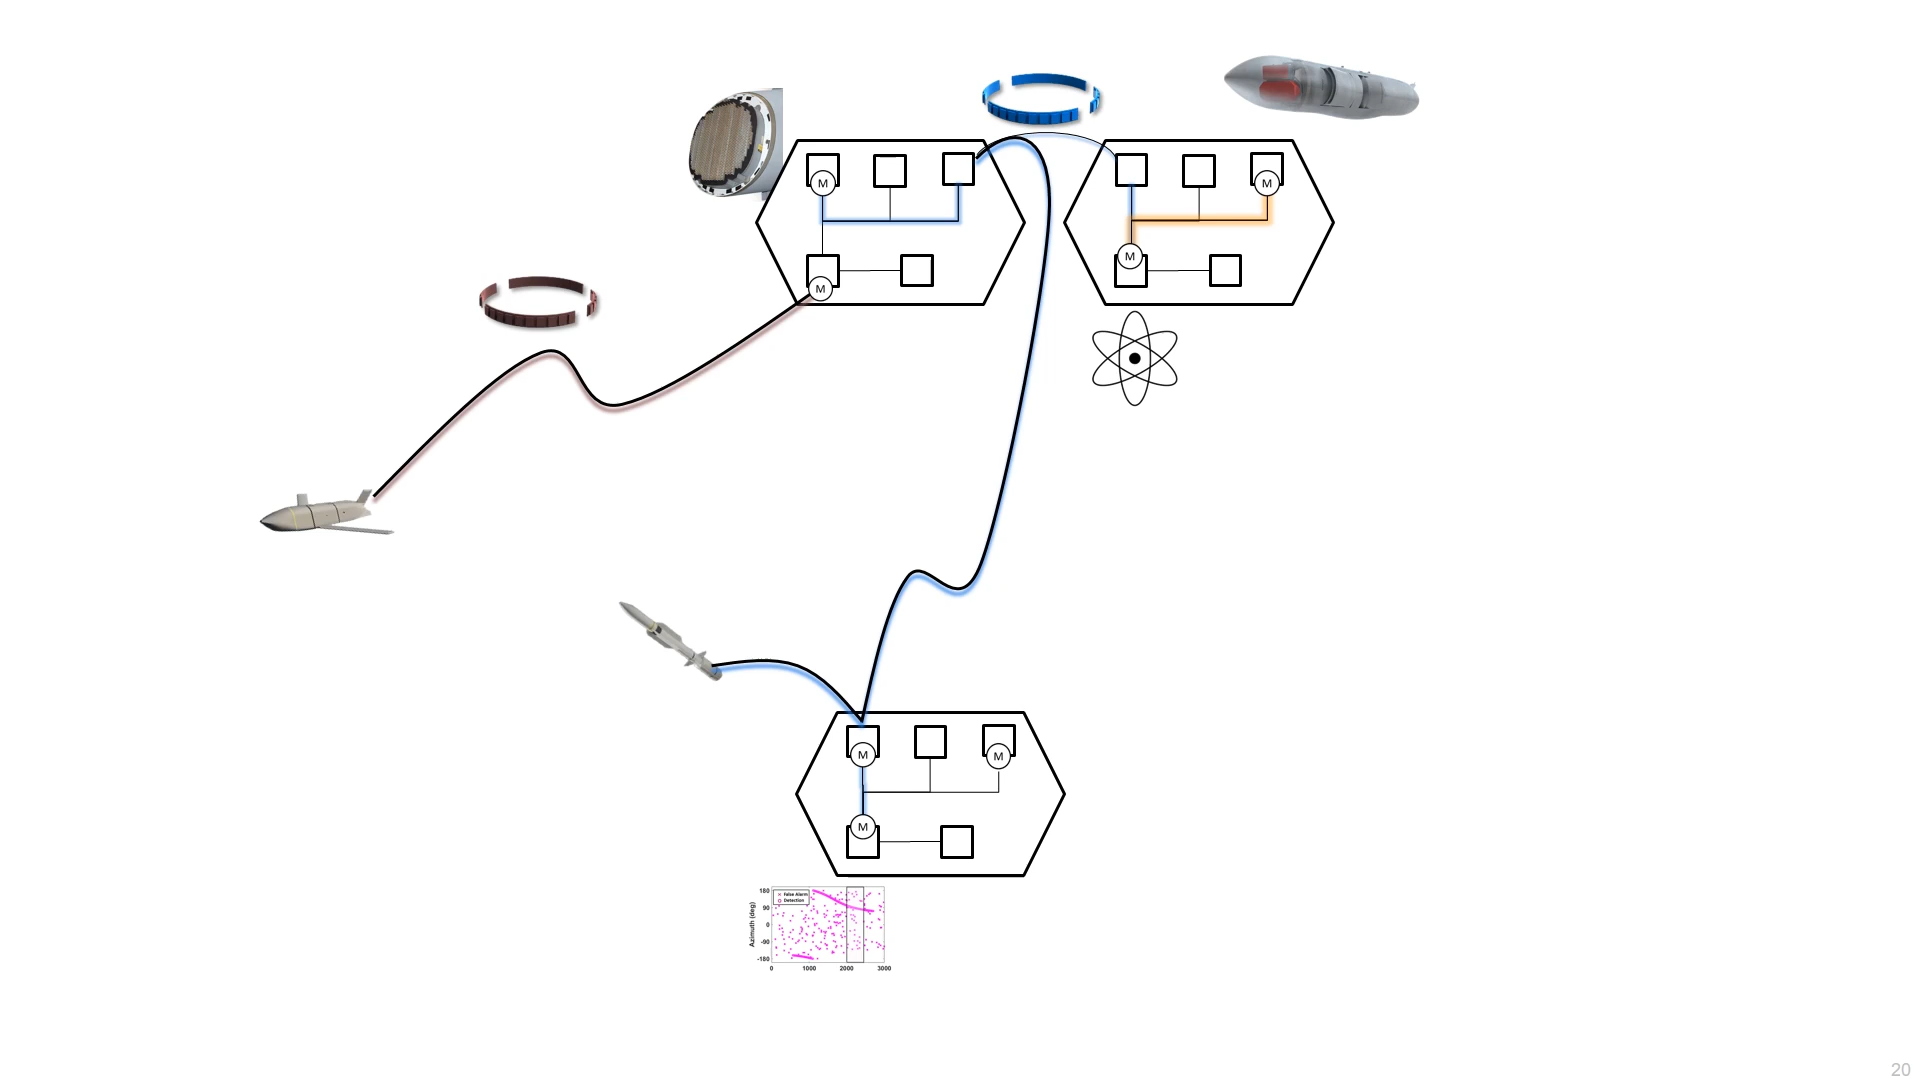 M
M
M
M
M
M
M
180
90
0
-90
-180
Azimuth (deg)
× False Alarm
○ Detection
0 1000 2000 3000
20